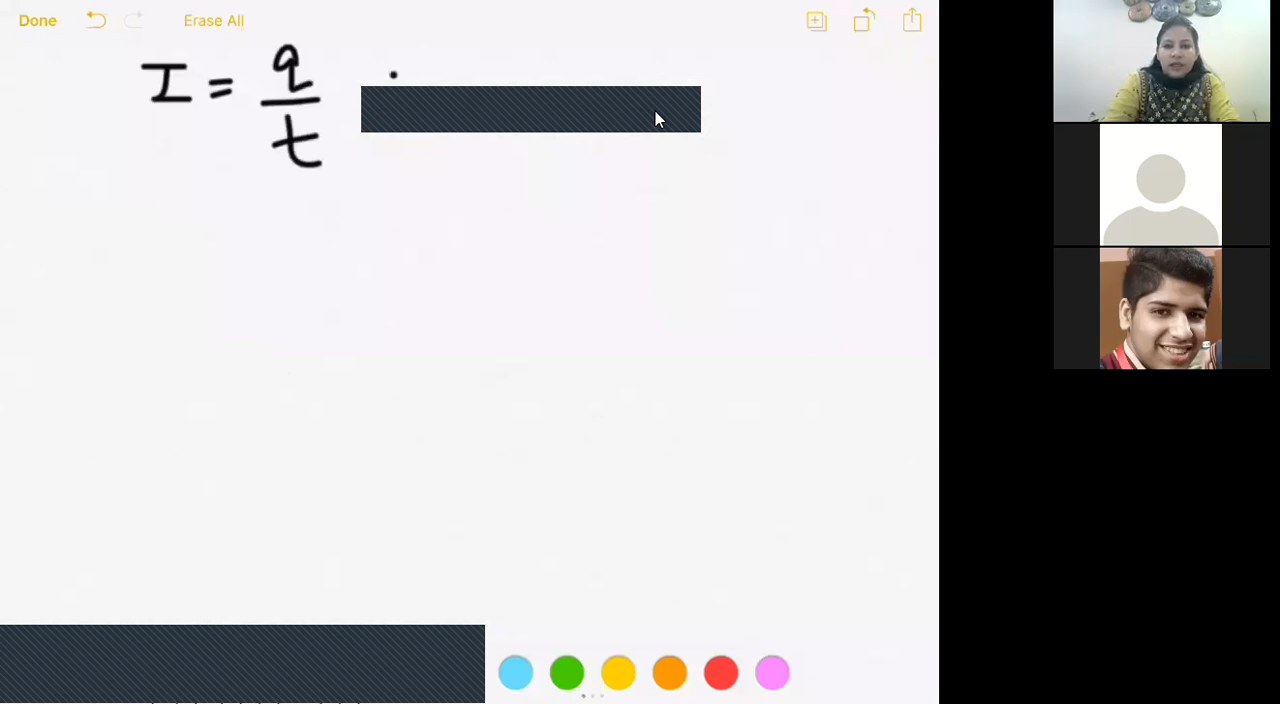 Done
Erase All
I = q/t